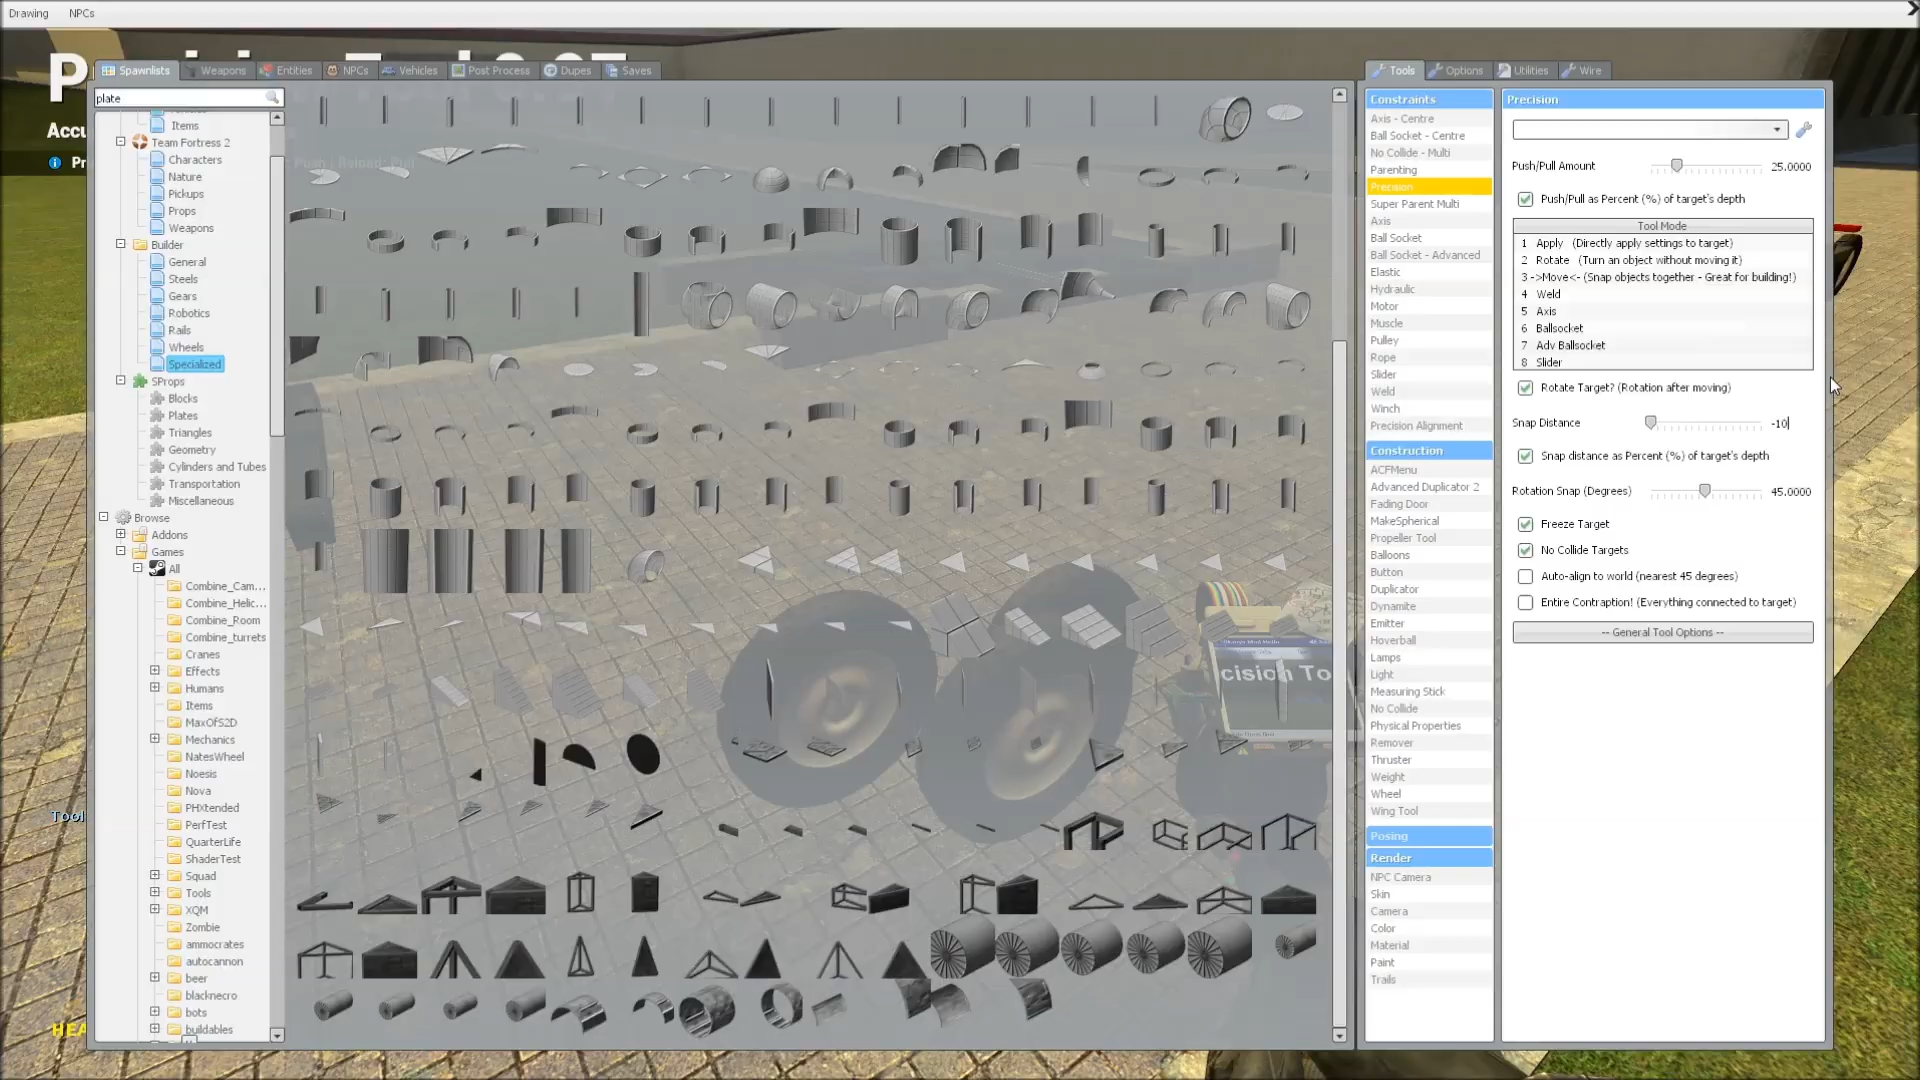 Drawing NPCs
Spawnlists Weapons Entities NPCs Vehicles Post Process Dupes Saves
plate
Items
Team Fortress 2
Characters
Nature
Pickups
Props
Weapons
Builder
General
Steels
Gears
Robotics
Rails
Wheels
Specialized
SProps
Blocks
Plates
Triangles
Geometry
Cylinders and Tubes
Transportation
Miscellaneous
Browse
Addons
Games
All
Combine_Cam...
Combine_Helic...
Combine_Room
Combine_turrets
Cranes
Effects
Humans
Items
MaxOfS2D
Mechanics
NatesWheel
Noesis
Nova
PHXtended
PerfTest
QuarterLife
ShaderTest
Squad
Tools
XQM
Zombie
ammocrates
autocannon
beer
blacknecro
bots
buildables
Accu
Pr
Tool
HEA
Push : Reload: Pull
cision To
Tools Options Utilities Wire
Constraints
Axis - Centre
Ball Socket - Centre
No Collide - Multi
Parenting
Precision
Super Parent Multi
Axis
Ball Socket
Ball Socket - Advanced
Elastic
Hydraulic
Motor
Muscle
Pulley
Rope
Slider
Weld
Winch
Precision Alignment
Construction
ACFMenu
Advanced Duplicator 2
Fading Door
MakeSpherical
Propeller Tool
Balloons
Button
Duplicator
Dynamite
Emitter
Hoverball
Lamps
Light
Measuring Stick
No Collide
Physical Properties
Remover
Thruster
Weight
Wheel
Wing Tool
Posing
Render
NPC Camera
Skin
Camera
Color
Material
Paint
Trails
Precision
Push/Pull Amount 25.0000
Push/Pull as Percent (%) of target's depth
Tool Mode
1 Apply (Directly apply settings to target)
2 Rotate (Turn an object without moving it)
3 ->Move<- (Snap objects together - Great for building!)
4 Weld
5 Axis
6 Ballsocket
7 Adv Ballsocket
8 Slider
Rotate Target? (Rotation after moving)
Snap Distance -10
Snap distance as Percent (%) of target's depth
Rotation Snap (Degrees) 45.0000
Freeze Target
No Collide Targets
Auto-align to world (nearest 45 degrees)
Entire Contraption! (Everything connected to target)
-- General Tool Options --